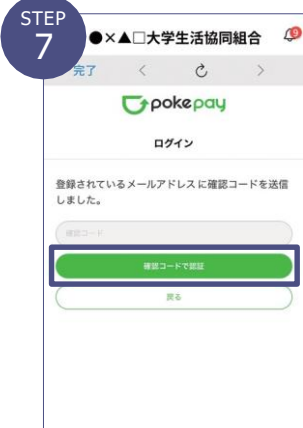 STEP
7
●×▲□大学生活協同組合
完了
pokepay
ログイン
登録されているメールアドレスに確認コードを送信
しました。
確認コード
確認コードで認証
戻る